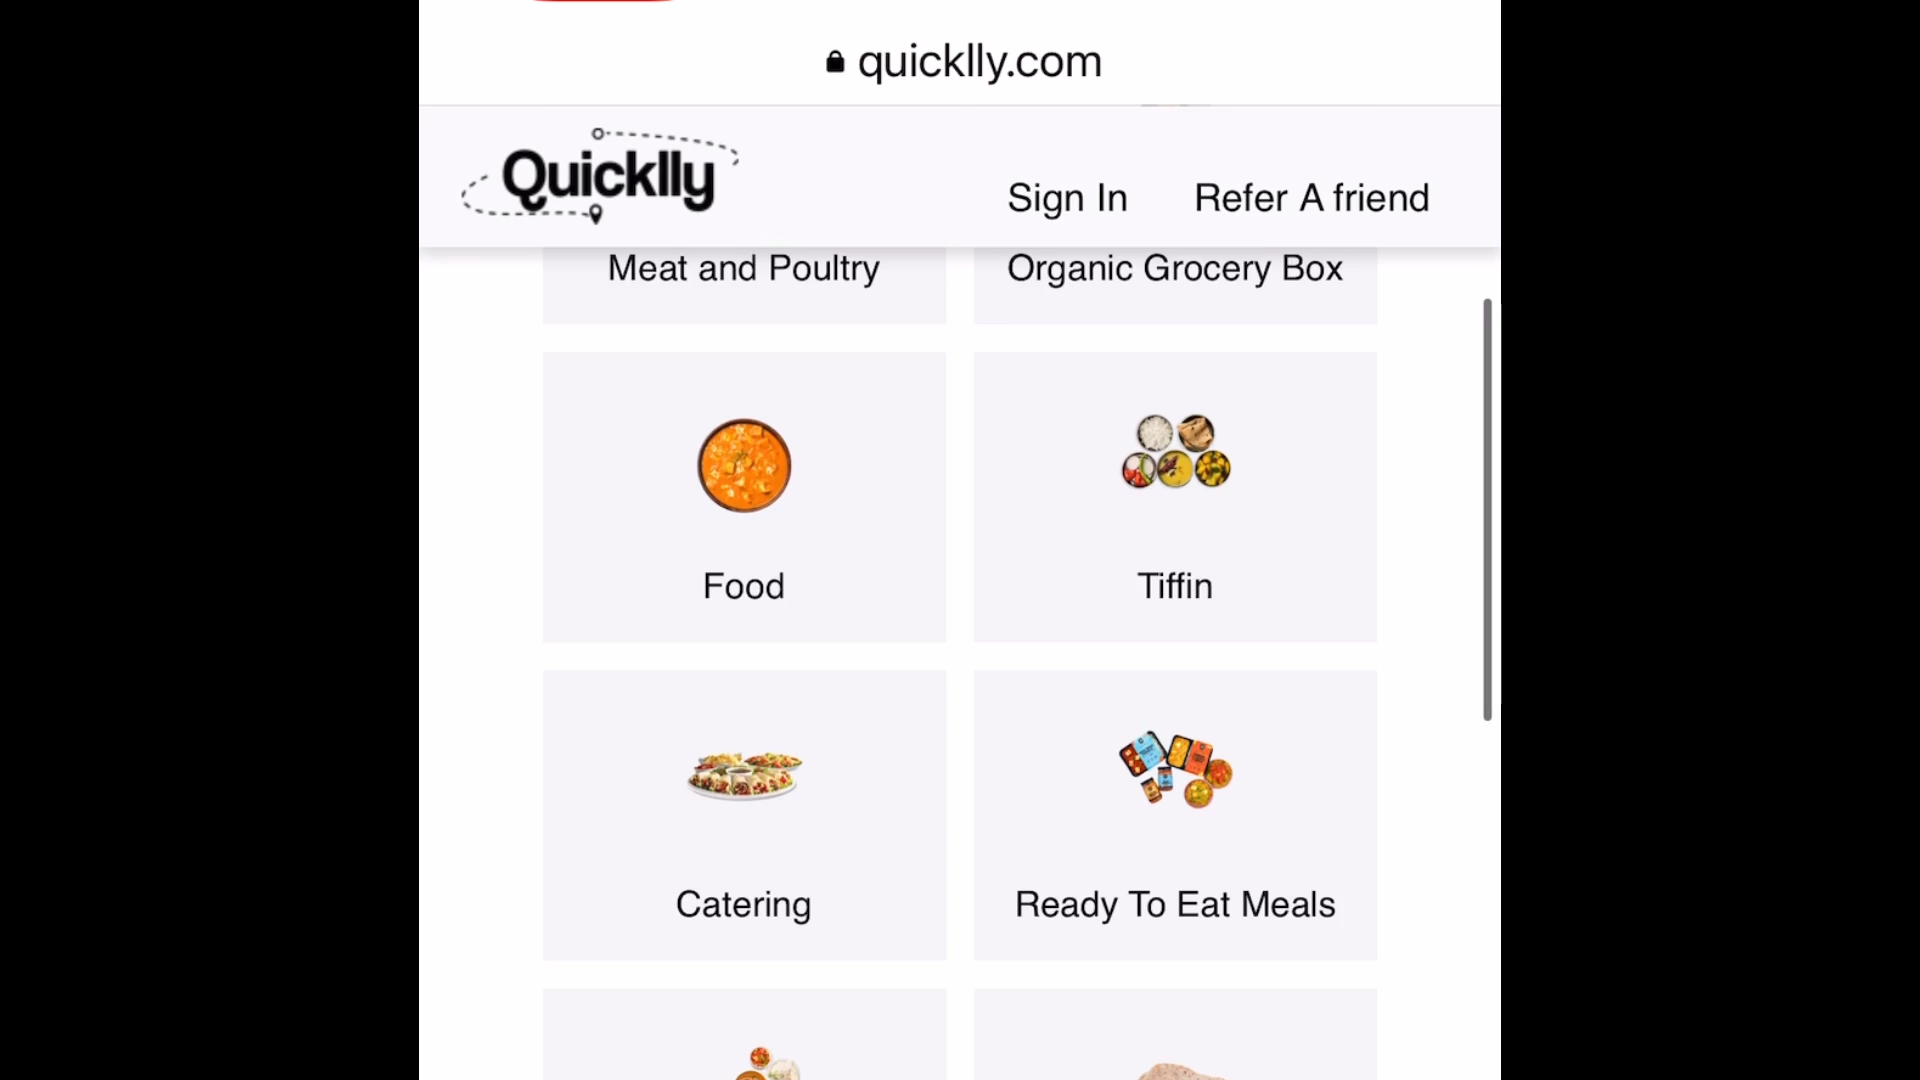 quicklly.com
Quicklly
Sign In
Refer A friend
Meat and Poultry
Organic Grocery Box
Food
Tiffin
Catering
Ready To Eat Meals